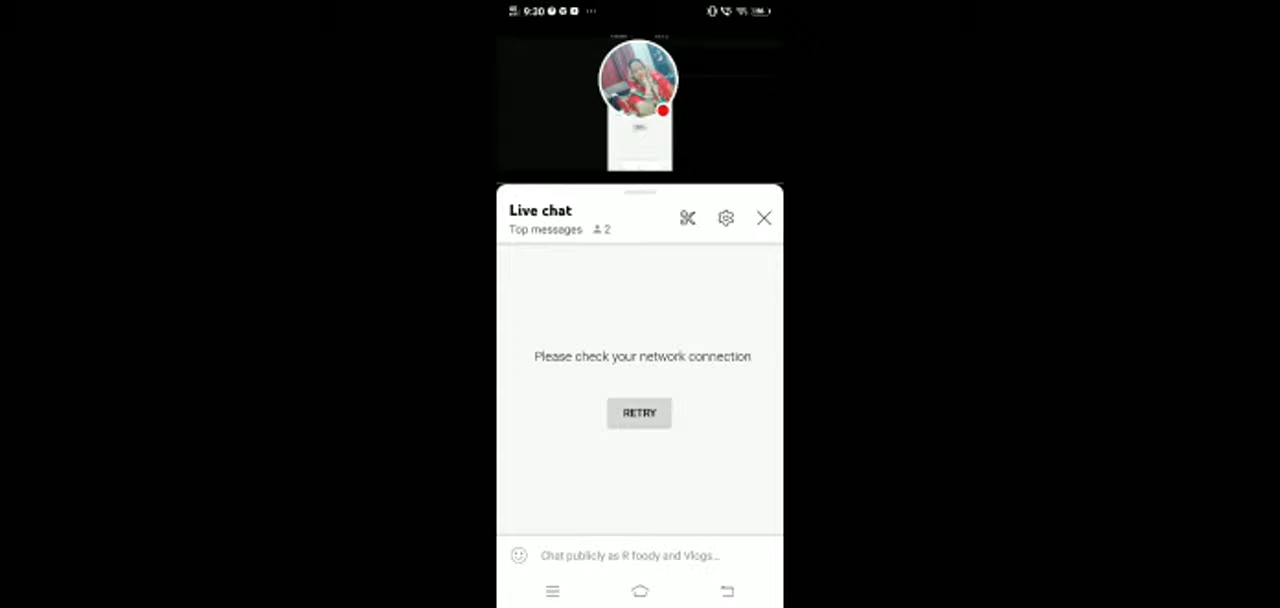 9:30
Live chat
Top messages 2
Please check your network connection
RETRY
Chat publicly as R foody and Vlogs...